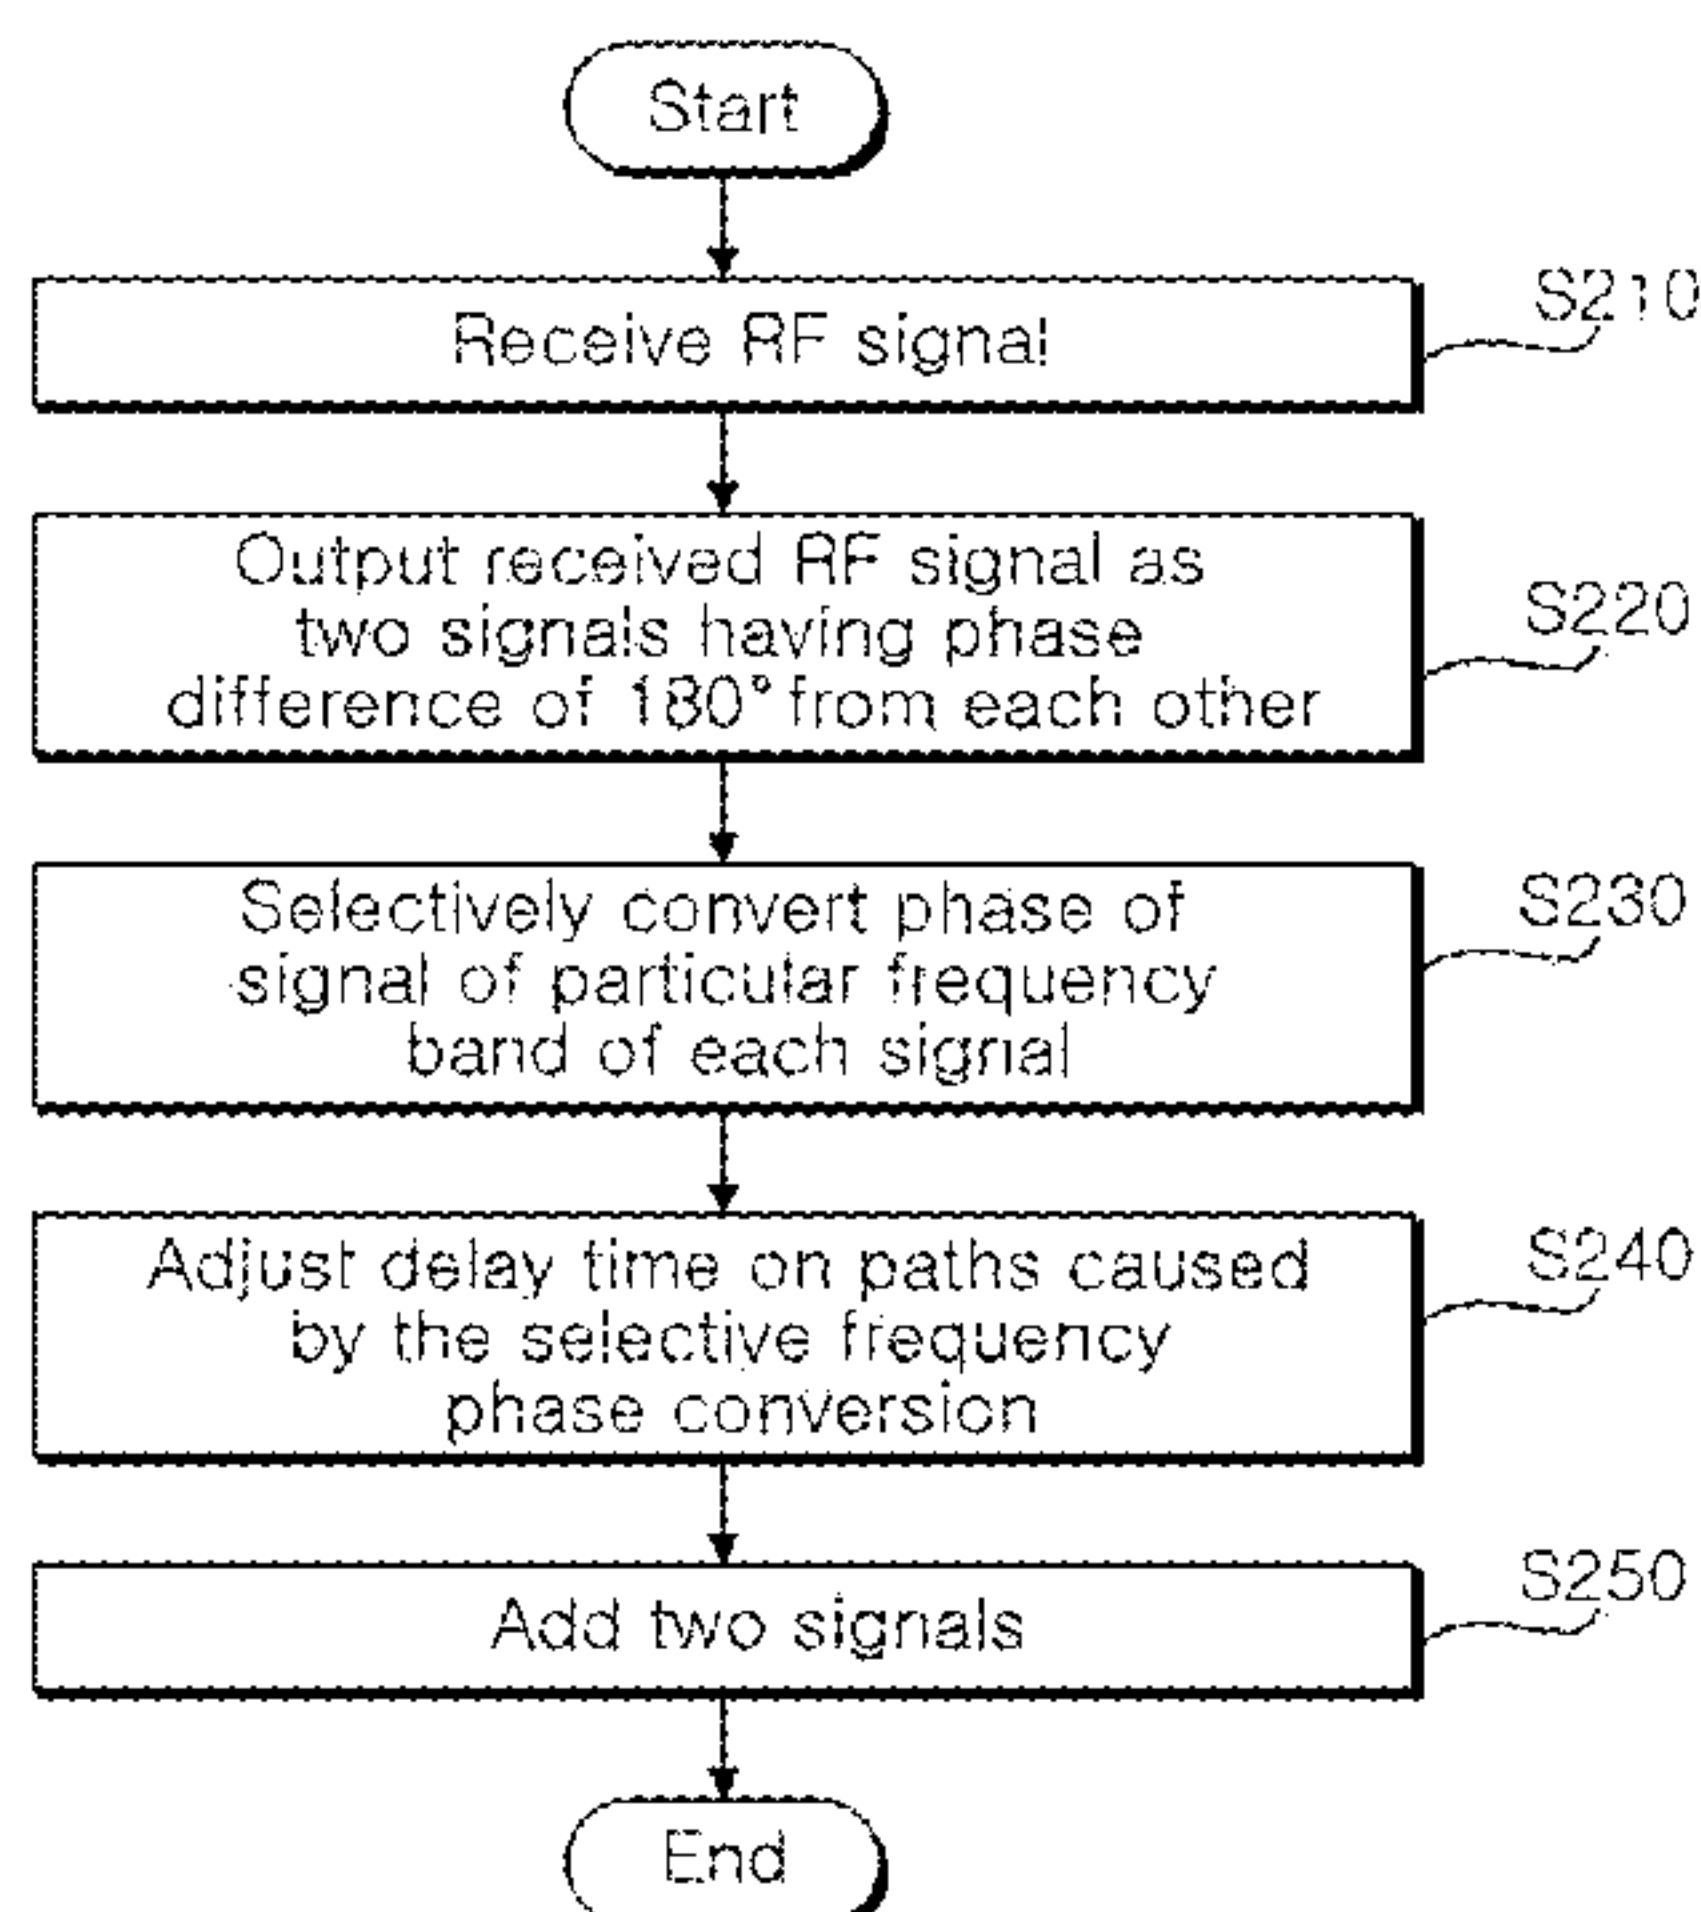 Start
Receive RF signal
S210
Output received RF signal as
two signals having phase
difference of 180° from each other
S220
Selectively convert phase of
signal of particular frequency
band of each signal
S230
Adjust delay time on paths caused
by the selective frequency
phase conversion
S240
Add two signals
S250
End